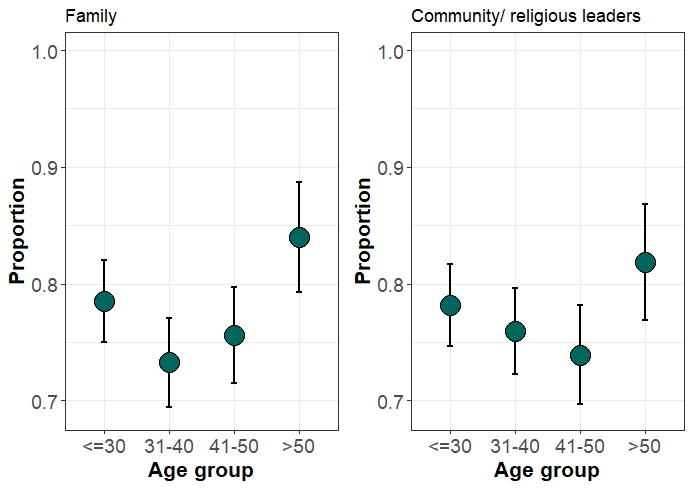 Family
1.0
0.9
0.8
0.7
Proportion
<=30 31-40 41-50 >50
Age group
Community/ religious leaders
1.0
0.9
0.8
0.7
Proportion
<=30 31-40 41-50 >50
Age group